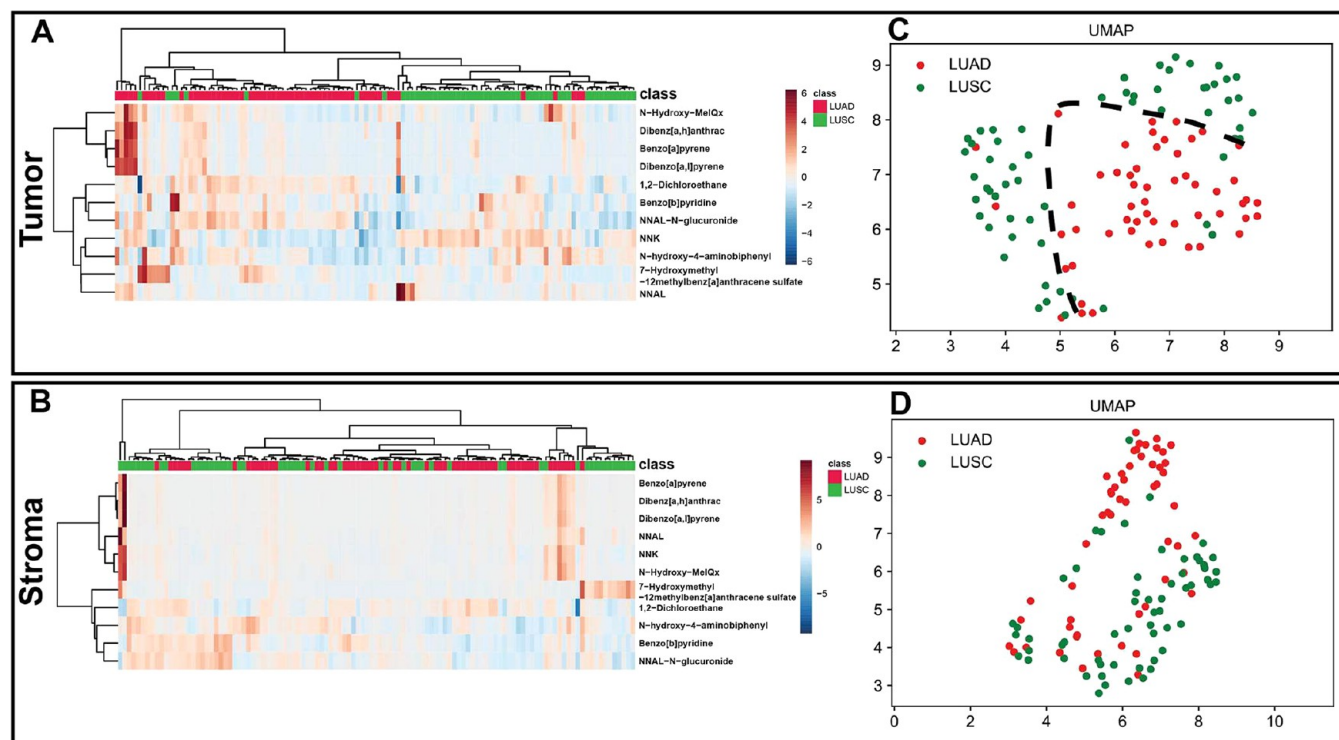 A
Tumor
class
N-Hydroxy-MeIQx
Dibenz[a,h]anthrac
Benzo[a]pyrene
Dibenzo[a,l]pyrene
1,2-Dichloroethane
Benzo[b]pyridine
NNAL-N-glucuronide
NNK
N-hydroxy-4-aminobiphenyl
7-Hydroxymethyl
-12methylbenz[a]anthracene sulfate
NNAL
6
4
2
0
-2
-4
-6
class
LUAD
LUSC
C
UMAP
LUAD
LUSC
9
8
7
6
5
2 3 4 5 6 7 8 9
B
Stroma
class
Benzo[a]pyrene
Dibenz[a,h]anthrac
Dibenzo[a,l]pyrene
NNAL
NNK
N-Hydroxy-MeIQx
7-Hydroxymethyl
-12methylbenz[a]anthracene sulfate
1,2-Dichloroethane
N-hydroxy-4-aminobiphenyl
Benzo[b]pyridine
NNAL-N-glucuronide
5
0
-5
class
LUAD
LUSC
D
UMAP
LUAD
LUSC
9
8
7
6
5
4
3
0 2 4 6 8 10